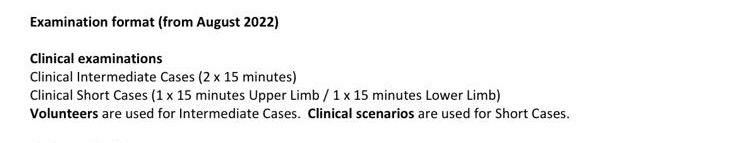 Examination format (from August 2022)
Clinical examinations
Clinical Intermediate Cases (2 x 15 minutes)
Clinical Short Cases (1 x 15 minutes Upper Limb / 1 x 15 minutes Lower Limb)
Volunteers are used for Intermediate Cases.  Clinical scenarios are used for Short Cases.